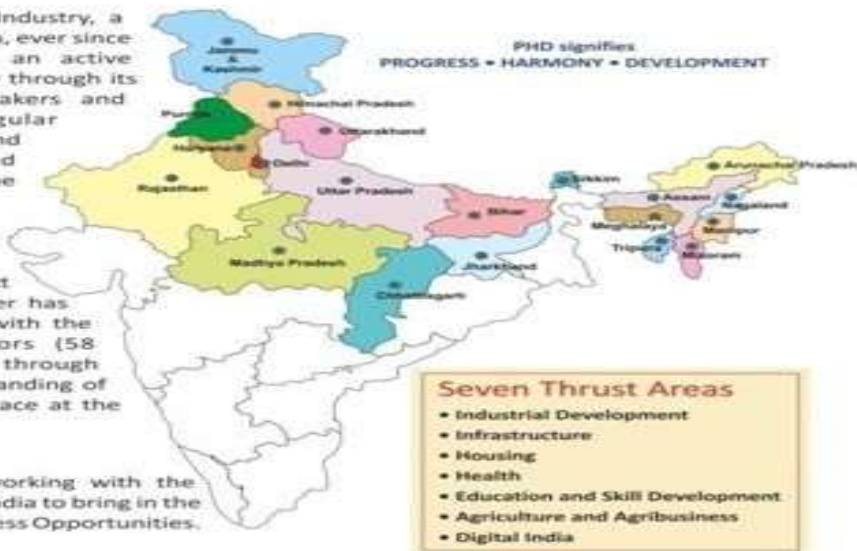 ndustry, a
, ever since
an active
through its
akers and
gular
nd
d
e
t
er has
with the
ors (58
through
anding of
ace at the
working with the
ndia to bring in the
ess Opportunities.
PHD signifies
PROGRESS • HARMONY • DEVELOPMENT
Jammu
&
Kashmir
Himachal Pradesh
Punjab
Uttarakhand
Haryana
Delhi
Rajasthan
Uttar Pradesh
Bihar
Sikkim
Arunachal Pradesh
Assam
Nagaland
Meghalaya
Manipur
Tripura
Mizoram
Madhya Pradesh
Jharkhand
Chhattisgarh
Seven Thrust Areas
• Industrial Development
• Infrastructure
• Housing
• Health
• Education and Skill Development
• Agriculture and Agribusiness
• Digital India